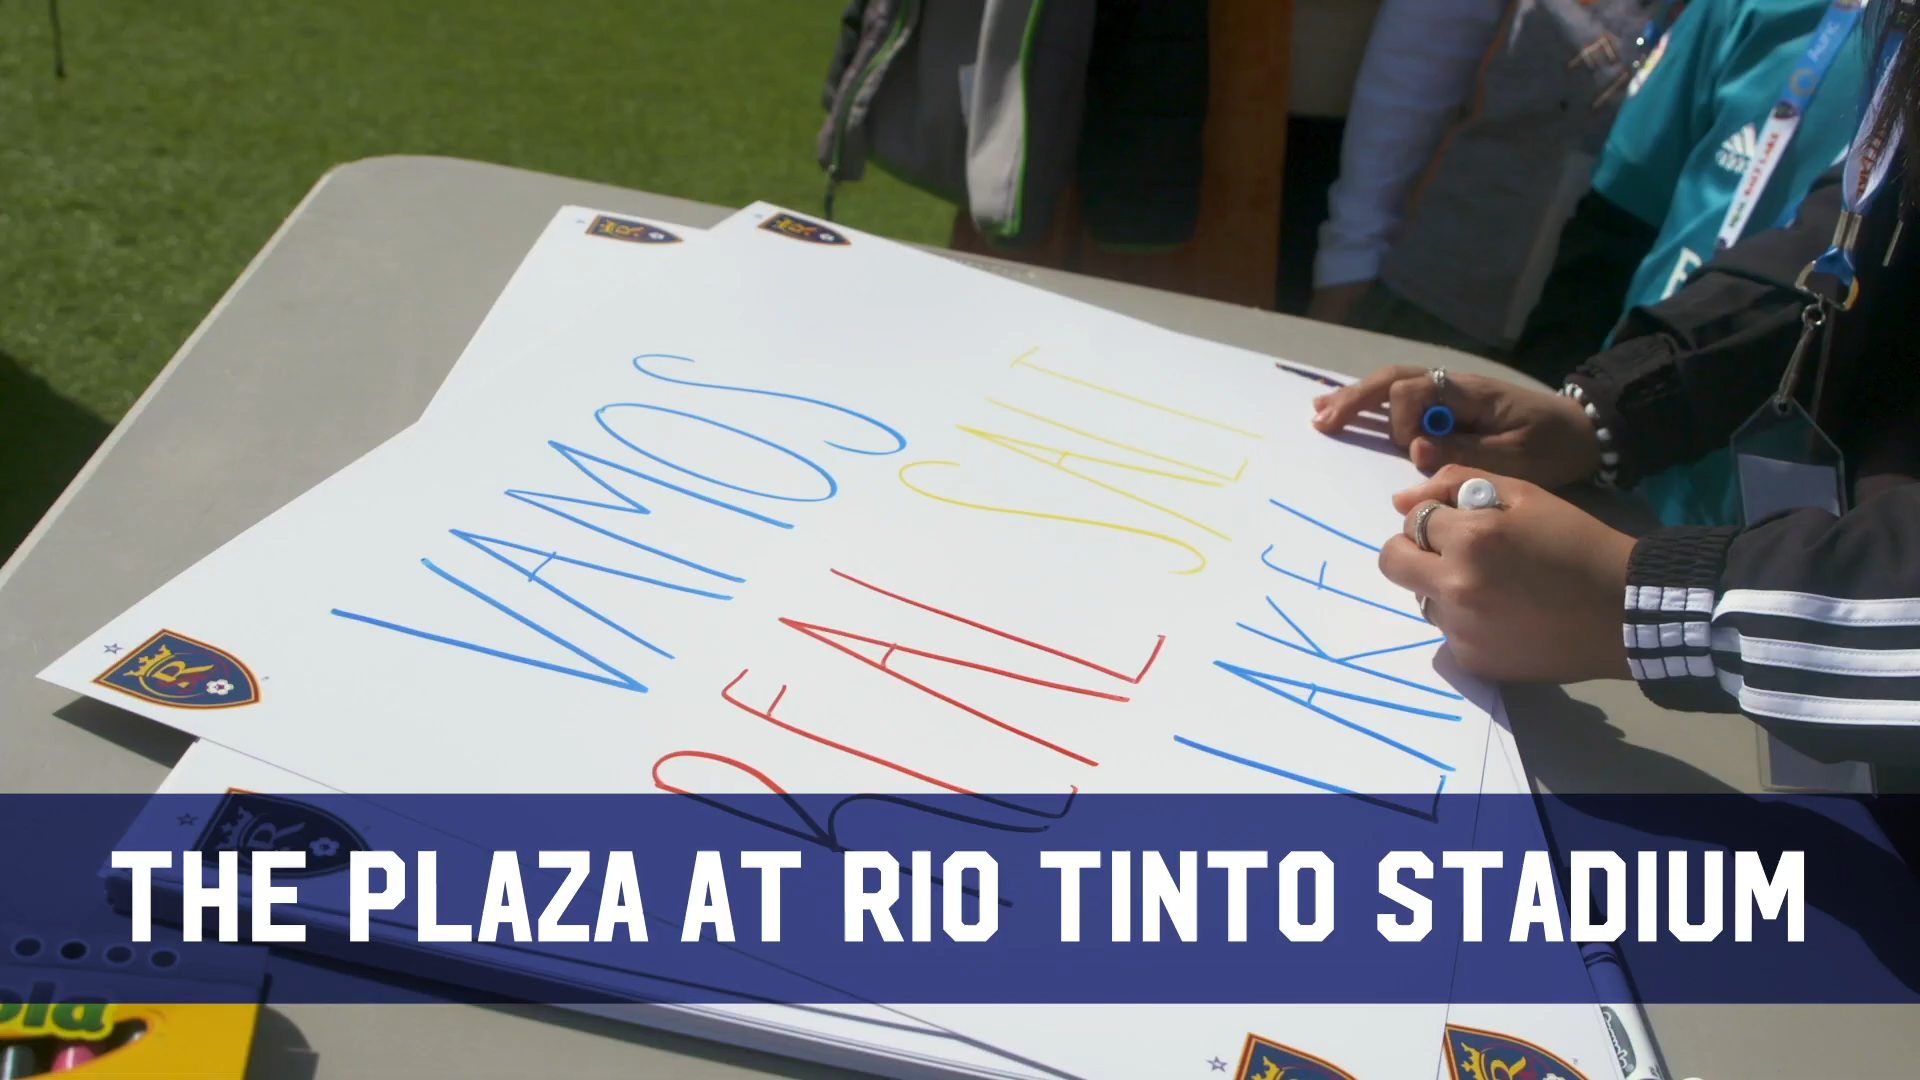 VAMOS
REAL SALT
LAKE
THE PLAZA AT RIO TINTO STADIUM